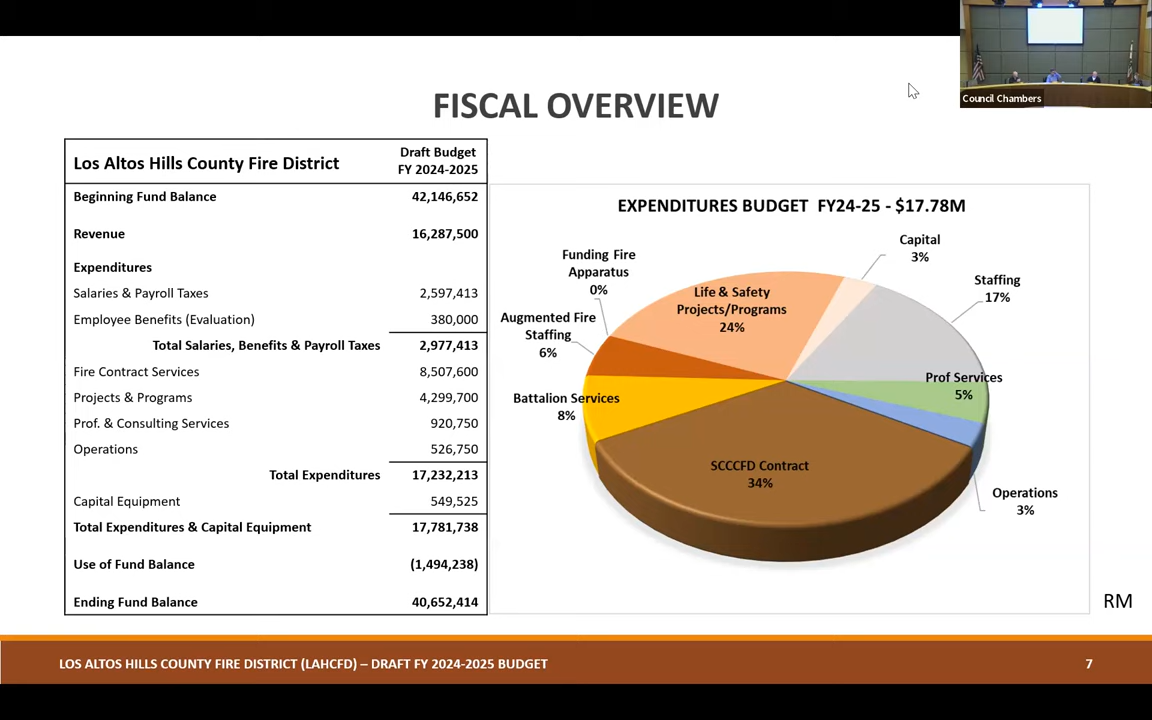 Council Chambers
FISCAL OVERVIEW
Los Altos Hills County Fire District Draft Budget FY 2024-2025
Beginning Fund Balance 42,146,652
Revenue 16,287,500
Expenditures
Salaries & Payroll Taxes 2,597,413
Employee Benefits (Evaluation) 380,000
Total Salaries, Benefits & Payroll Taxes 2,977,413
Fire Contract Services 8,507,600
Projects & Programs 4,299,700
Prof. & Consulting Services 920,750
Operations 526,750
Total Expenditures 17,232,213
Capital Equipment 549,525
Total Expenditures & Capital Equipment 17,781,738
Use of Fund Balance (1,494,238)
Ending Fund Balance 40,652,414
EXPENDITURES BUDGET FY24-25 - $17.78M
Capital
3%
Staffing
17%
Funding Fire
Apparatus
0%
Life & Safety
Projects/Programs
24%
Augmented Fire
Staffing
6%
Prof Services
5%
Battalion Services
8%
SCCCFD Contract
34%
Operations
3%
RM
LOS ALTOS HILLS COUNTY FIRE DISTRICT (LAHCFD) – DRAFT FY 2024-2025 BUDGET
7